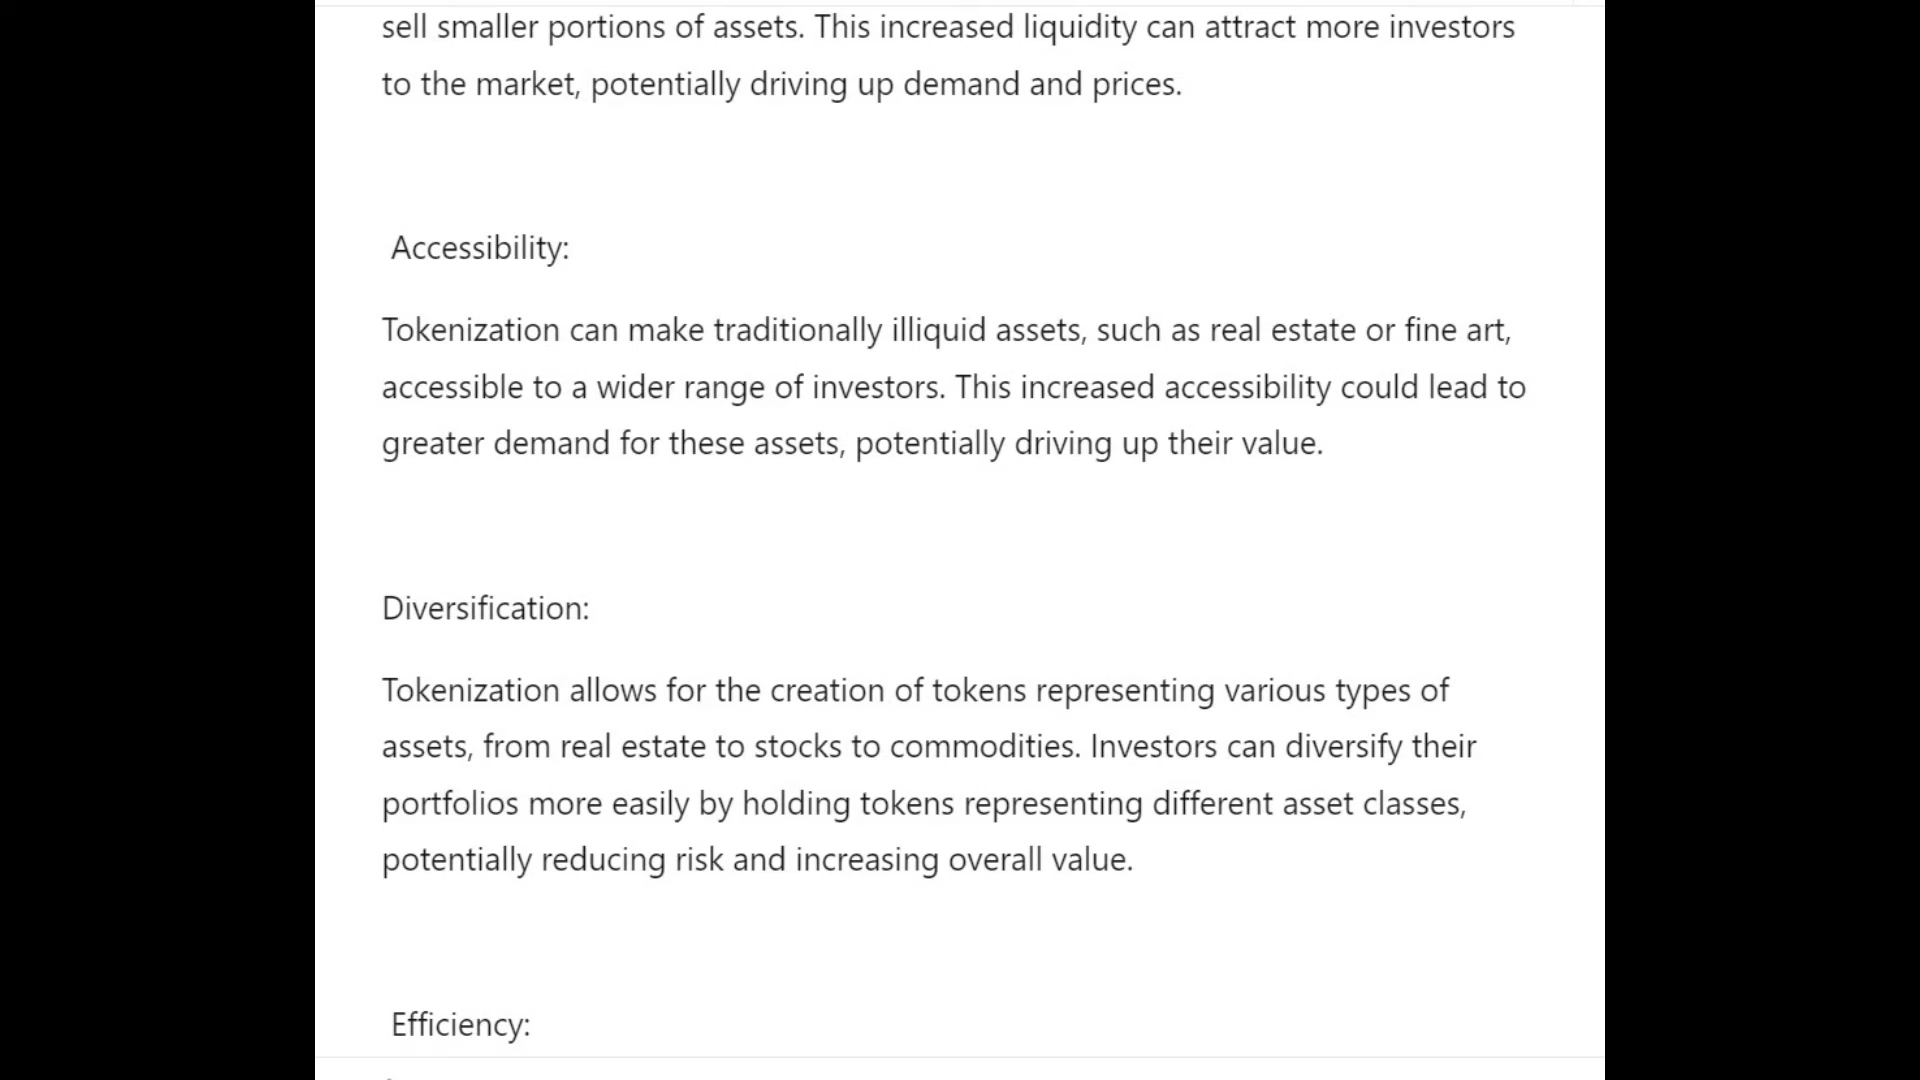 sell smaller portions of assets. This increased liquidity can attract more investors
to the market, potentially driving up demand and prices.
Accessibility:
Tokenization can make traditionally illiquid assets, such as real estate or fine art,
accessible to a wider range of investors. This increased accessibility could lead to
greater demand for these assets, potentially driving up their value.
Diversification:
Tokenization allows for the creation of tokens representing various types of
assets, from real estate to stocks to commodities. Investors can diversify their
portfolios more easily by holding tokens representing different asset classes,
potentially reducing risk and increasing overall value.
Efficiency: